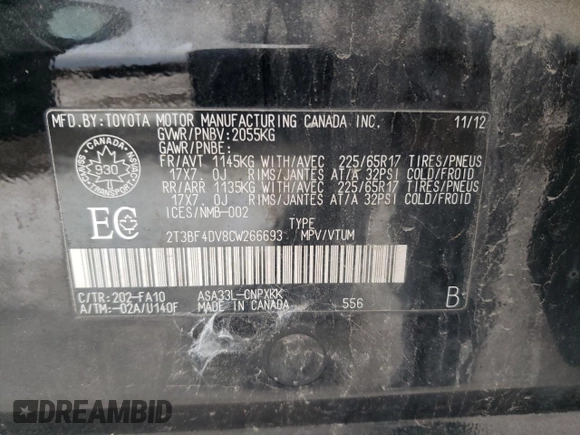 MFD.BY:TOYOTA MOTOR MANUFACTURING CANADA INC. 11/12
GVWR/PNBV:2055KG
GAWR/PNBE:
FR/AVT 1145KG WITH/AVEC 225/65R17 TIRES/PNEUS
17X7.0J RIMS/JANTES AT/A 32PSI COLD/FROID
RR/ARR 1135KG WITH/AVEC 225/65R17 TIRES/PNEUS
17X7.0J RIMS/JANTES AT/A 32PSI COLD/FROID
ICES/NMB-002 TYPE
2T3BF4DV8CW266693 MPV/VTUM
CANADA
930
TRANSPORT
EC
C/TR:202-FA10 ASA33L-CNPXKK
A/TM:-02A/U140F MADE IN CANADA 556 B
DREAMBID